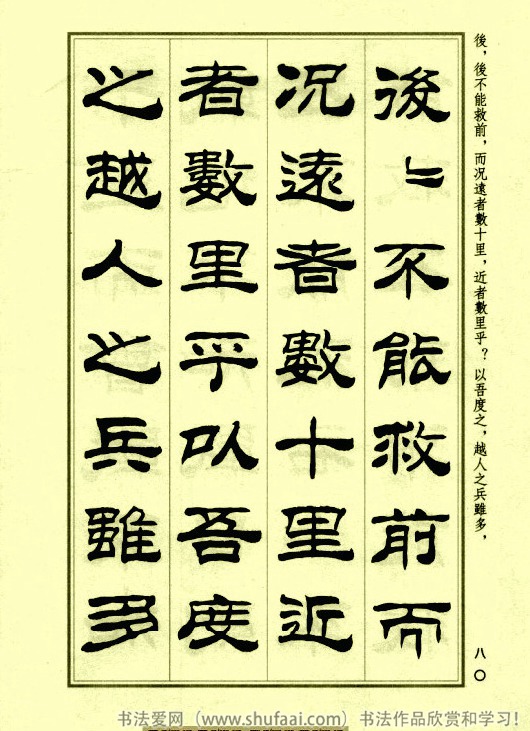 後，後不能救前，而况遠者數十里，近者數里乎？以吾度之，越人之兵雖多，
八〇
後〻不能救前而
况遠者數十里近
者數里乎以吾度
之越人之兵雖多
书法爱网（www.shufaai.com）书法作品欣赏和学习！